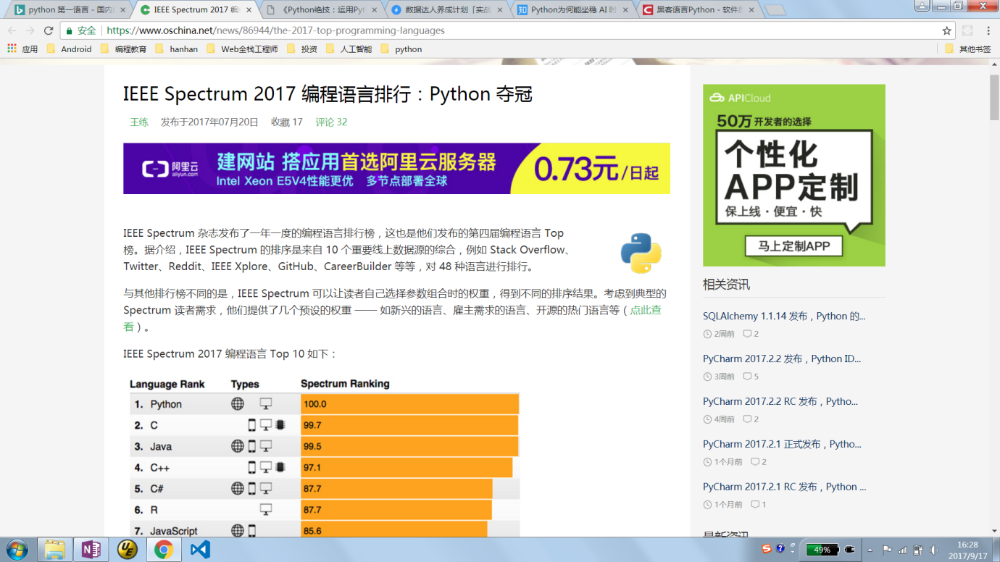 python 第一语言 - 国内
IEEE Spectrum 2017 编
《Python绝技：运用Pyt
数据达人养成计划「实战
Python为何能坐稳 AI 时
黑客语言Python - 软件
安全
https://www.oschina.net/news/86944/the-2017-top-programming-languages
应用
Android
编程教育
hanhan
Web全栈工程师
投资
人工智能
python
其他书签
IEEE Spectrum 2017 编程语言排行：Python 夺冠
王练 发布于2017年07月20日 收藏 17 评论 32
阿里云
aliyun.com
建网站 搭应用首选阿里云服务器
Intel Xeon E5V4性能更优 多节点部署全球
0.73元/日起
IEEE Spectrum 杂志发布了一年一度的编程语言排行榜，这也是他们发布的第四届编程语言 Top
榜。据介绍，IEEE Spectrum 的排序是来自 10 个重要线上数据源的综合，例如 Stack Overflow、
Twitter、Reddit、IEEE Xplore、GitHub、CareerBuilder 等等，对 48 种语言进行排行。
与其他排行榜不同的是，IEEE Spectrum 可以让读者自己选择参数组合时的权重，得到不同的排序结果。考虑到典型的
Spectrum 读者需求，他们提供了几个预设的权重 —— 如新兴的语言、雇主需求的语言、开源的热门语言等（点此查
看）。
IEEE Spectrum 2017 编程语言 Top 10 如下：
Language Rank Types Spectrum Ranking
1. Python 100.0
2. C 99.7
3. Java 99.5
4. C++ 97.1
5. C# 87.7
6. R 87.7
7. JavaScript 85.6
APICloud
50万开发者的选择
个性化
APP定制
保上线·便宜·快
马上定制APP
相关资讯
SQLAlchemy 1.1.14 发布，Python 的...
2周前 2
PyCharm 2017.2.2 发布，Python ID...
3周前 5
PyCharm 2017.2.2 RC 发布，Pytho...
4周前 2
PyCharm 2017.2.1 正式发布，Pytho...
1个月前 2
PyCharm 2017.2.1 RC 发布，Python ...
1个月前 1
最新资讯
49%
16:28
2017/9/17